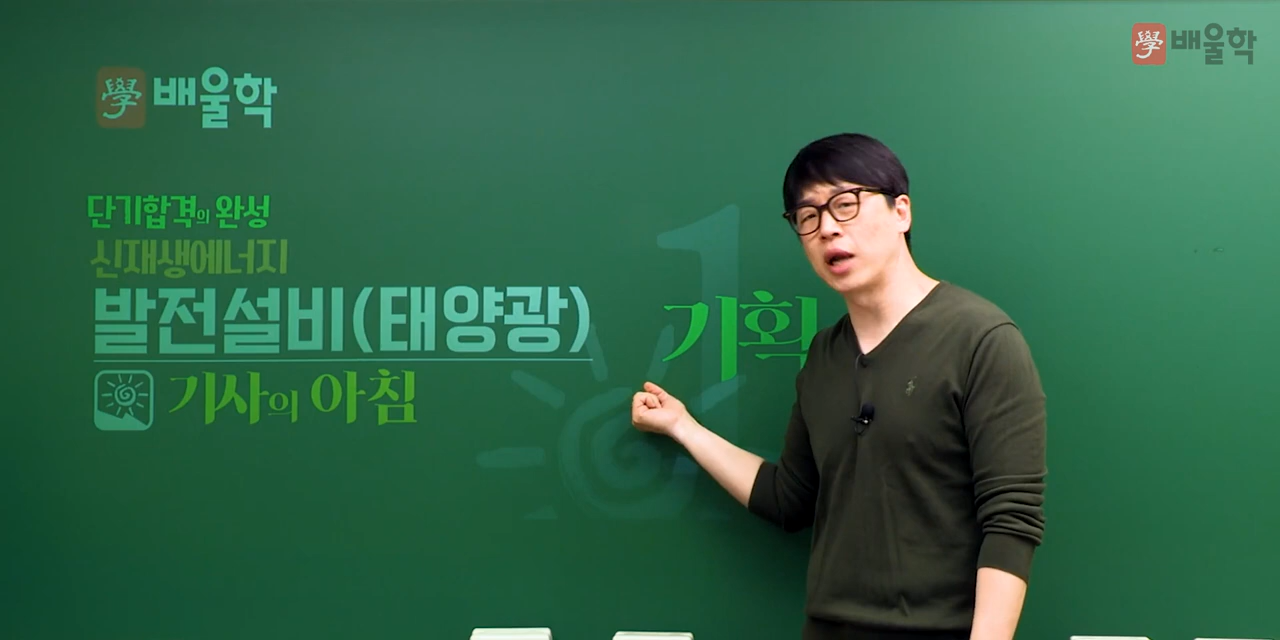 學 배울학
學 배울학
단기합격의 완성
신재생에너지
발전설비(태양광)
기사의 아침
1
기획